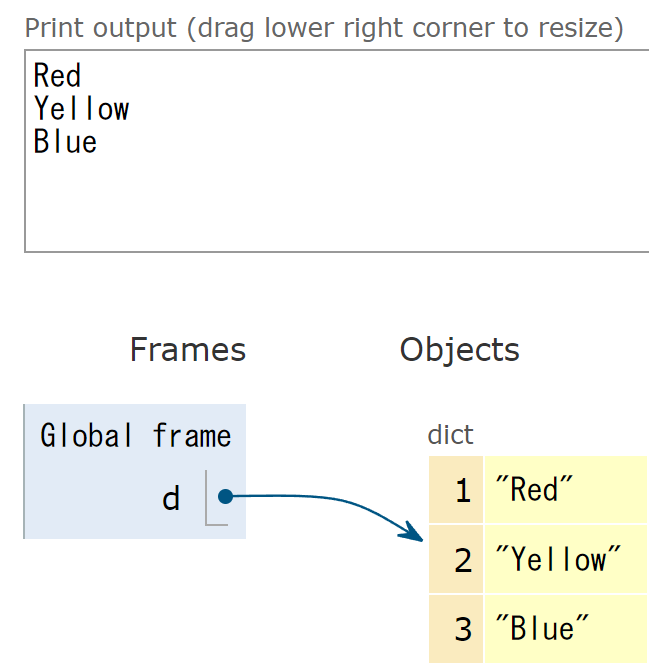 Print output (drag lower right corner to resize)
Red
Yellow
Blue
Frames
Objects
Global frame
d
dict
1 "Red"
2 "Yellow"
3 "Blue"